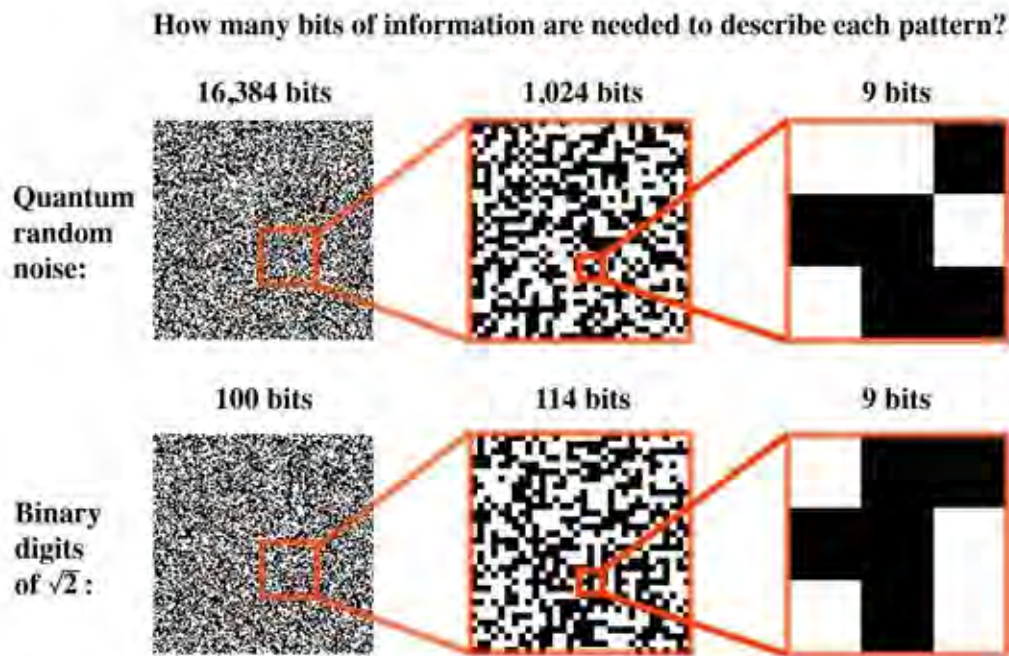 How many bits of information are needed to describe each pattern?
16,384 bits
1,024 bits
9 bits
Quantum
random
noise:
100 bits
114 bits
9 bits
Binary
digits
of √2 :